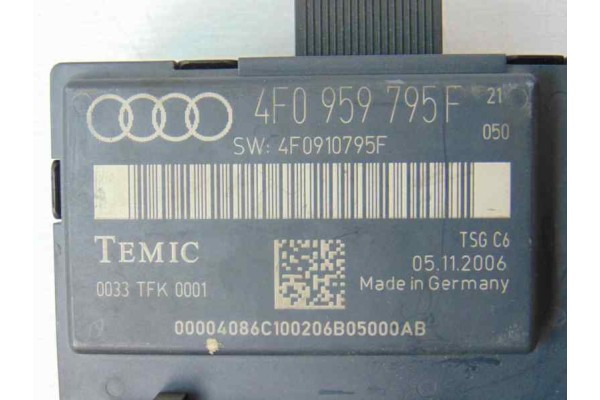 4F0 959 795 F 21
050
SW: 4F0910795F
TEMIC
TSG C6
05.11.2006
0033 TFK 0001
Made in Germany
00004086C100206B05000AB